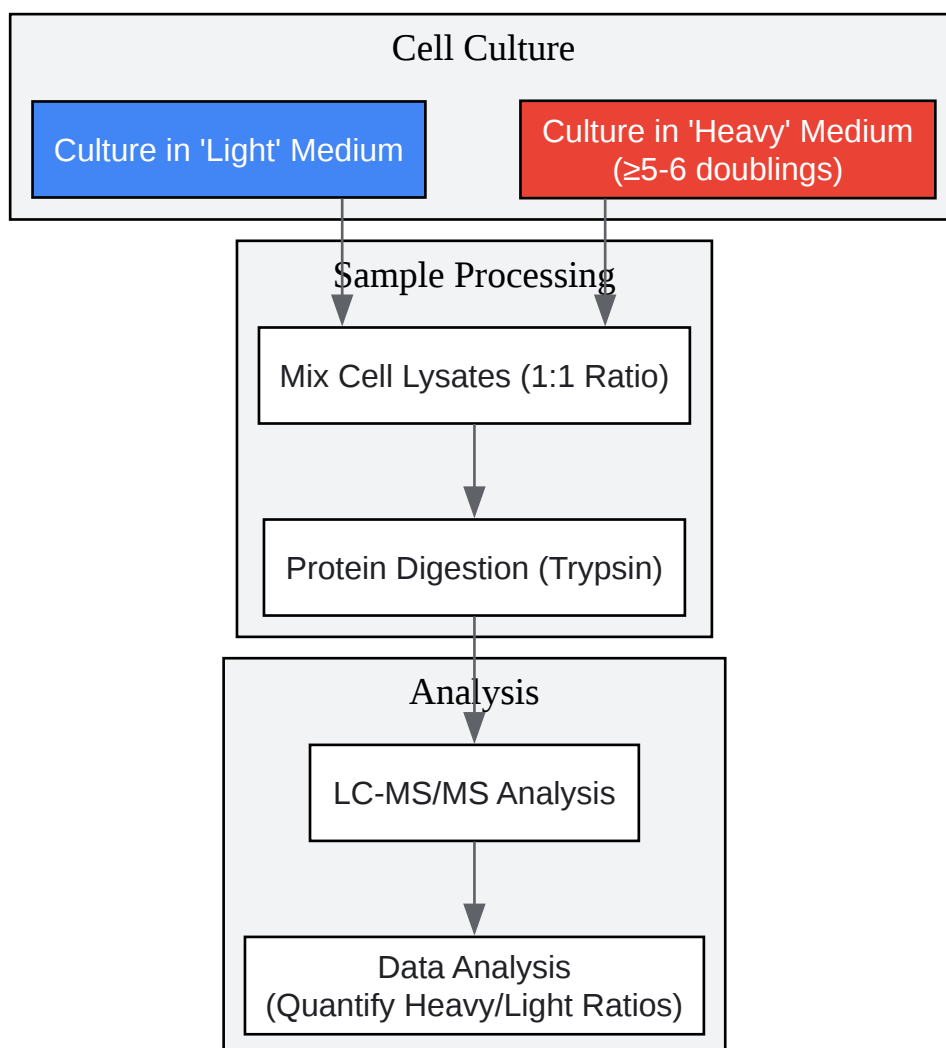 Cell Culture
Culture in 'Light' Medium
Culture in 'Heavy' Medium
(≥5-6 doublings)
Sample Processing
Mix Cell Lysates (1:1 Ratio)
Protein Digestion (Trypsin)
Analysis
LC-MS/MS Analysis
Data Analysis
(Quantify Heavy/Light Ratios)